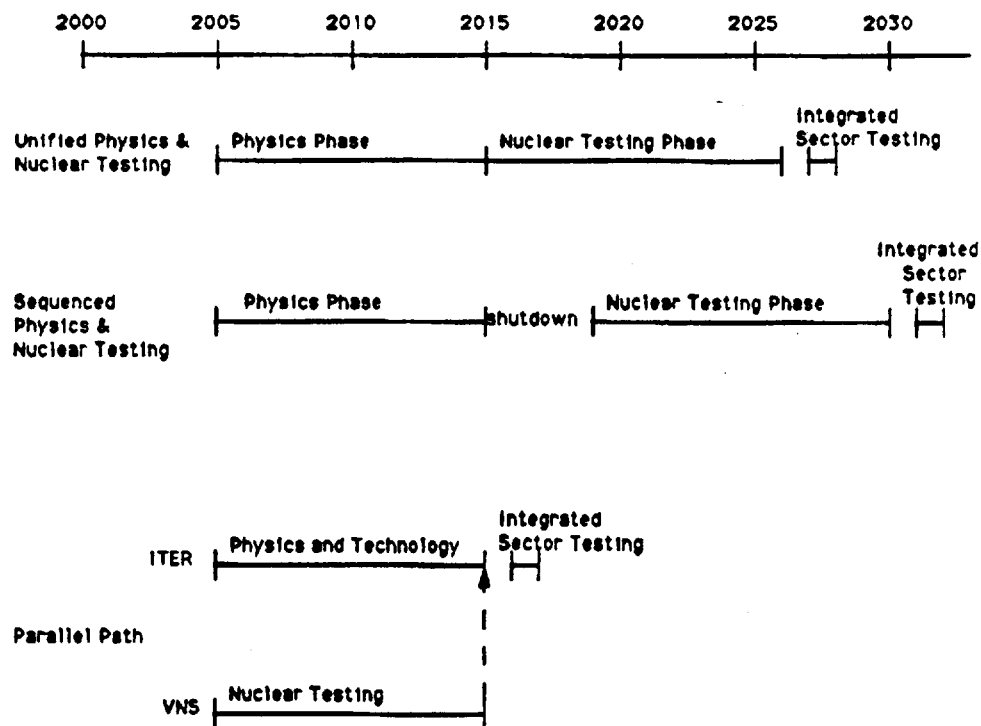 2000 2005 2010 2015 2020 2025 2030
Unified Physics &
Nuclear Testing
Physics Phase
Nuclear Testing Phase
Integrated
Sector Testing
Sequenced
Physics &
Nuclear Testing
Physics Phase
shutdown
Nuclear Testing Phase
Integrated
Sector
Testing
Parallel Path
ITER
Physics and Technology
Integrated
Sector Testing
VNS
Nuclear Testing